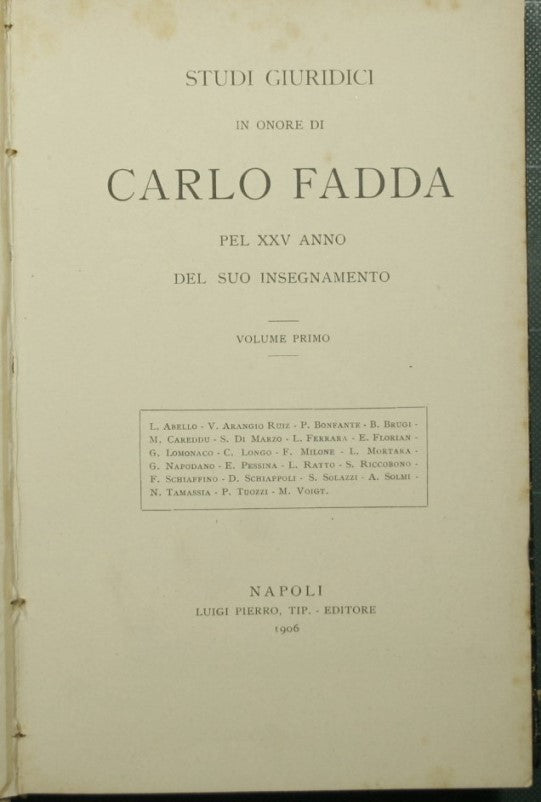 STUDI GIURIDICI
IN ONORE DI
CARLO FADDA
PEL XXV ANNO
DEL SUO INSEGNAMENTO
VOLUME PRIMO
L. Abello - V. Arangio Ruiz - P. Bonfante - B. Brugi -
M. Careddu - S. Di Marzo - L. Ferrara - E. Florian -
G. Lomonaco - C. Longo - F. Milone - L. Mortara -
G. Napodano - E. Pessina - L. Ratto - S. Riccobono -
F. Schiaffino - D. Schiappoli - S. Solazzi - A. Solmi -
N. Tamassia - P. Tuozzi - M. Voigt.
NAPOLI
LUIGI PIERRO, TIP. - EDITORE
1906